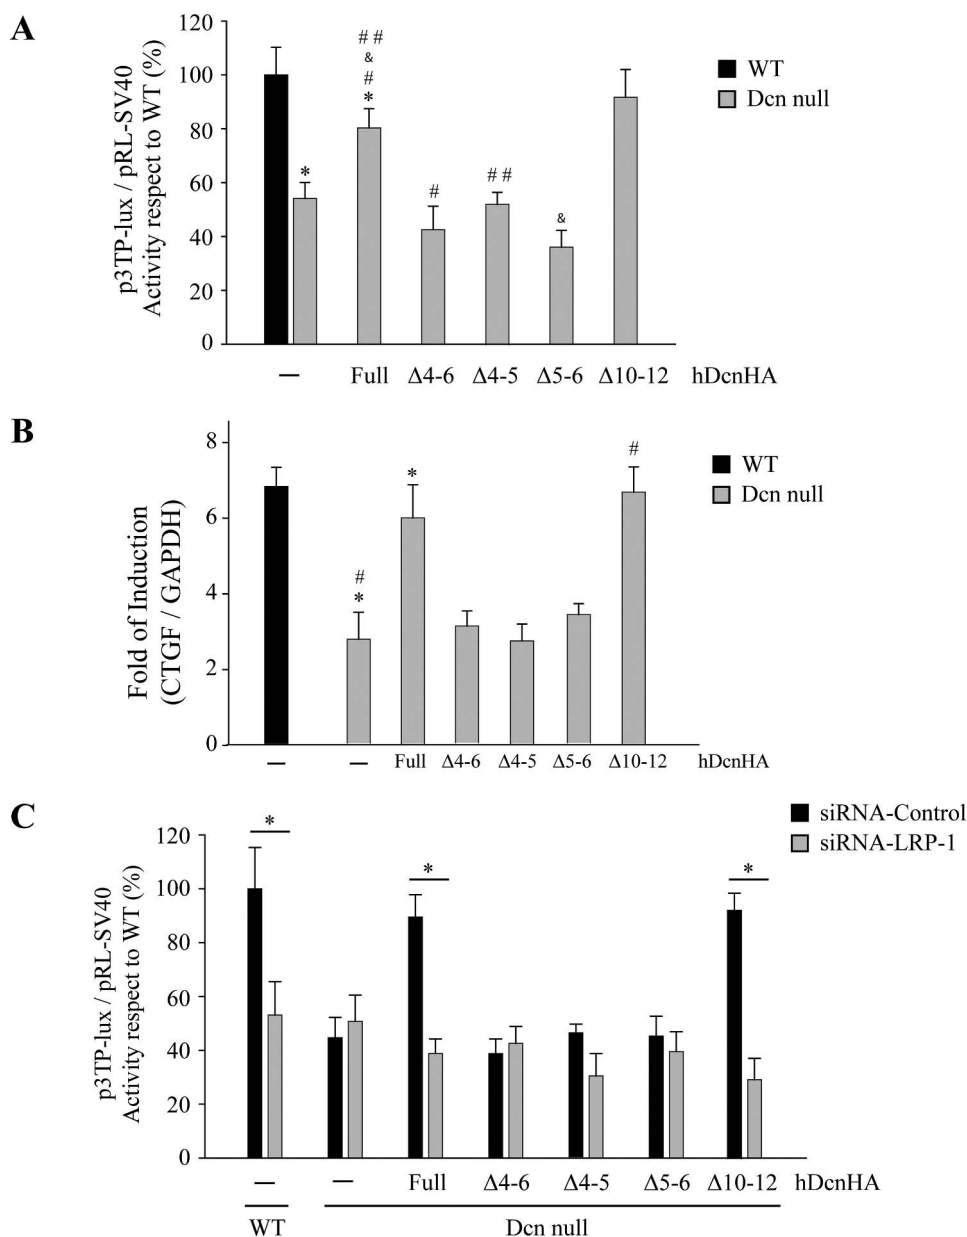 A
p3TP-lux / pRL-SV40
Activity respect to WT (%)
120
100
80
60
40
20
0
*
# #
&
#
*
#
# #
&
WT
Dcn null
— Full Δ4-6 Δ4-5 Δ5-6 Δ10-12 hDcnHA
B
Fold of Induction
(CTGF / GAPDH)
8
6
4
2
0
#
*
*
#
WT
Dcn null
— — Full Δ4-6 Δ4-5 Δ5-6 Δ10-12 hDcnHA
C
siRNA-Control
siRNA-LRP-1
p3TP-lux / pRL-SV40
Activity respect to WT (%)
120
100
80
60
40
20
0
*
*
*
— — Full Δ4-6 Δ4-5 Δ5-6 Δ10-12 hDcnHA
WT Dcn null